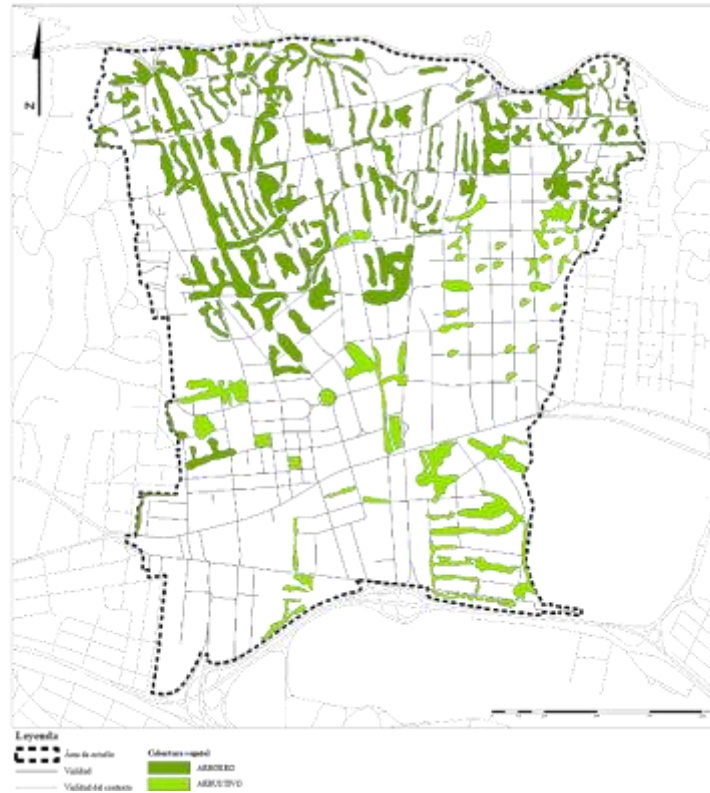 N
Leyenda
Área de estudio
Vialidad
Vialidad del contexto
Cobertura vegetal
ARBÓREO
ARBUSTIVO